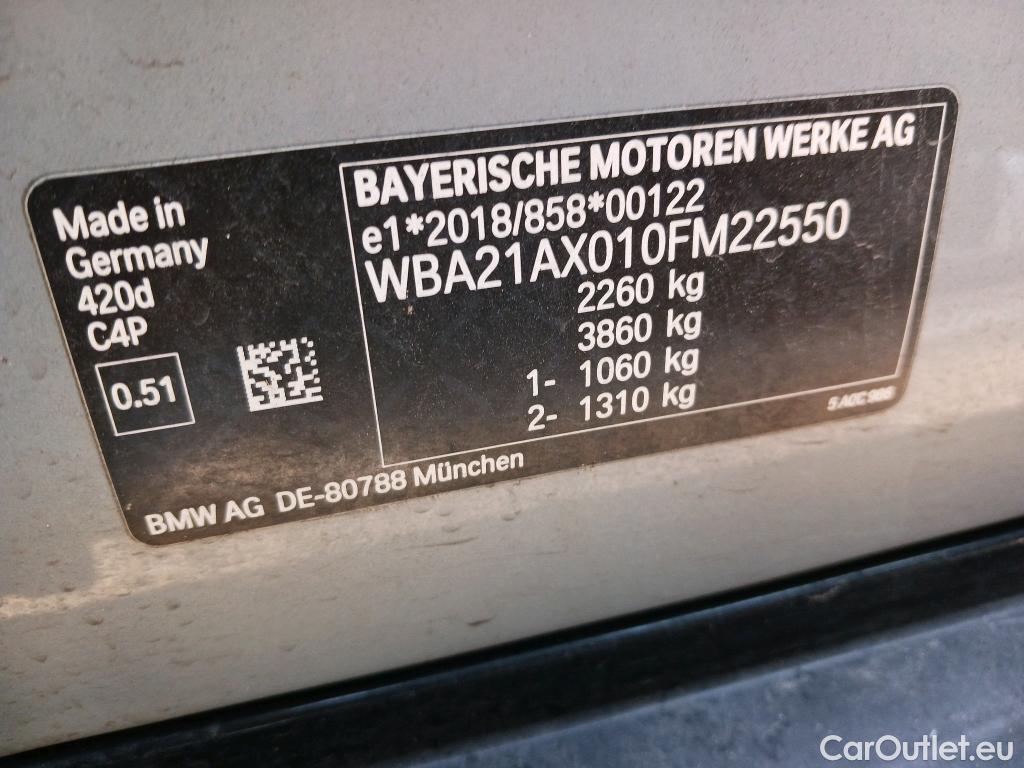 Made in
Germany
420d
C4P
0.51
BAYERISCHE MOTOREN WERKE AG
e1*2018/858*00122
WBA21AX010FM22550
2260 kg
3860 kg
1- 1060 kg
2- 1310 kg
BMW AG DE-80788 München
CarOutlet.eu